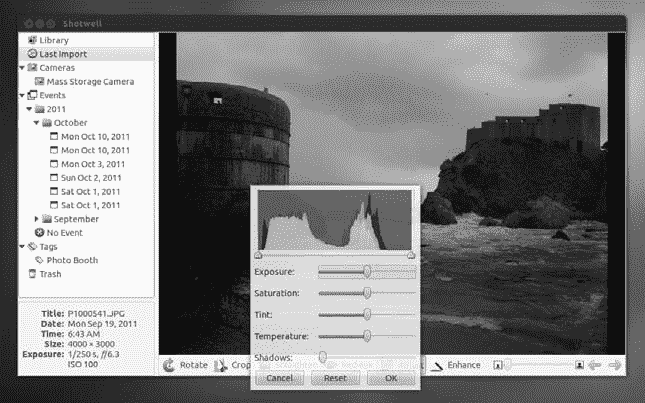 Shotwell
Library
Last Import
Cameras
Mass Storage Camera
Events
2011
October
Mon Oct 10, 2011
Mon Oct 10, 2011
Mon Oct 3, 2011
Sun Oct 2, 2011
Sat Oct 1, 2011
Sat Oct 1, 2011
September
No Event
Tags
Photo Booth
Trash
Title: P1000541.JPG
Date: Mon Sep 19, 2011
Time: 6:43 AM
Size: 4000 × 3000
Exposure: 1/250 s, f/6.3
ISO 100
Exposure:
Saturation:
Tint:
Temperature:
Shadows:
Cancel Reset OK
Rotate Crop Enhance